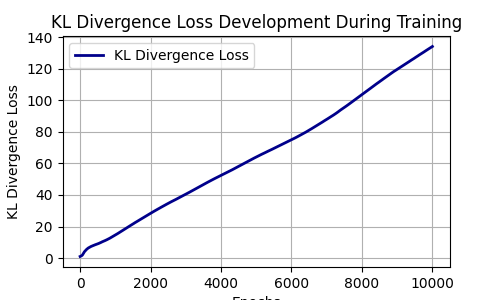 KL Divergence Loss Development During Training
KL Divergence Loss
140
120
100
80
60
40
20
0
KL Divergence Loss
0 2000 4000 6000 8000 10000
Epochs